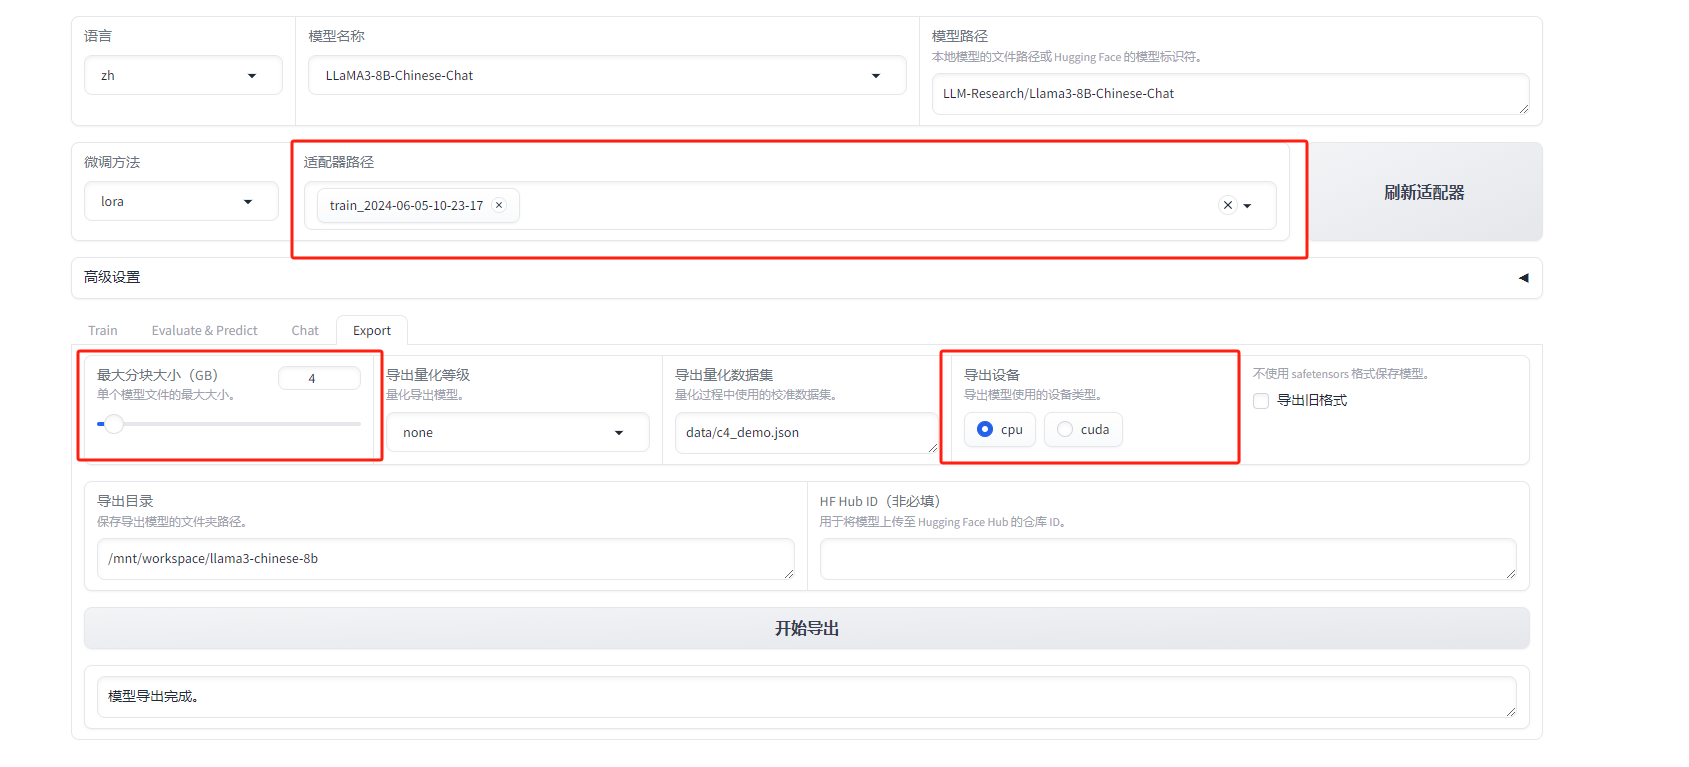 语言
zh
模型名称
LLaMA3-8B-Chinese-Chat
模型路径
本地模型的文件路径或 Hugging Face 的模型标识符。
LLM-Research/Llama3-8B-Chinese-Chat
微调方法
lora
适配器路径
train_2024-06-05-10-23-17
刷新适配器
高级设置
Train
Evaluate & Predict
Chat
Export
最大分块大小（GB）
4
单个模型文件的最大大小。
导出量化等级
量化导出模型。
none
导出量化数据集
量化过程中使用的校准数据集。
data/c4_demo.json
导出设备
导出模型使用的设备类型。
cpu
cuda
不使用 safetensors 格式保存模型。
导出旧格式
导出目录
保存导出模型的文件夹路径。
/mnt/workspace/llama3-chinese-8b
HF Hub ID（非必填）
用于将模型上传至 Hugging Face Hub 的仓库 ID。
开始导出
模型导出完成。